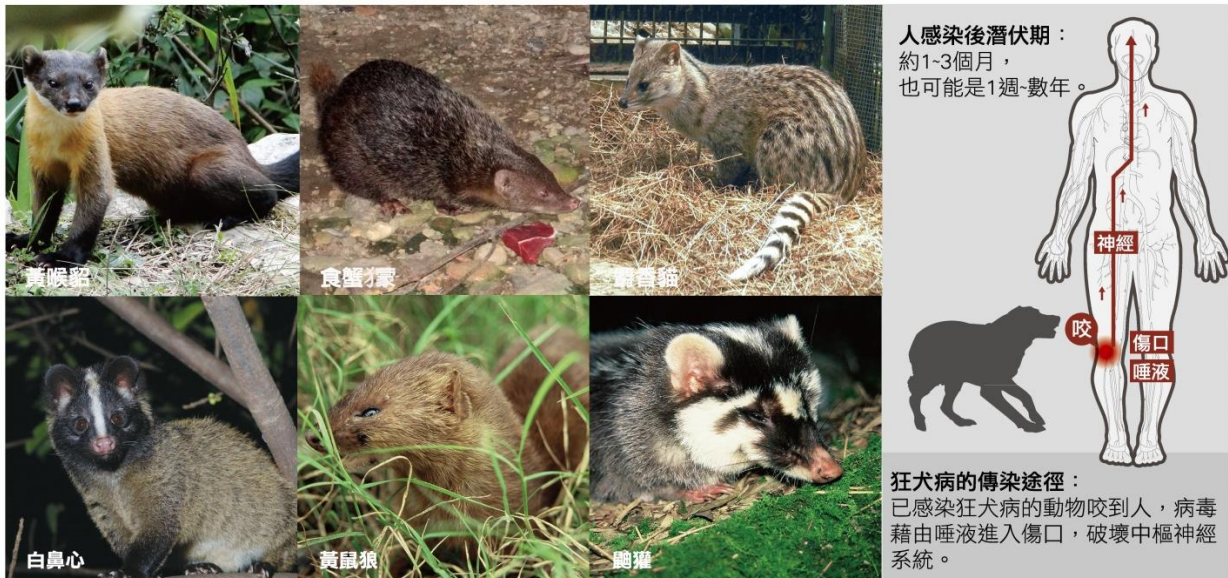 黃喉貂
食蟹獴
麝香貓
白鼻心
黃鼠狼
鼬獾
人感染後潛伏期：
約1~3個月，
也可能是1週~數年。
神經
咬
傷口
唾液
狂犬病的傳染途徑：
已感染狂犬病的動物咬到人，病毒
藉由唾液進入傷口，破壞中樞神經
系統。